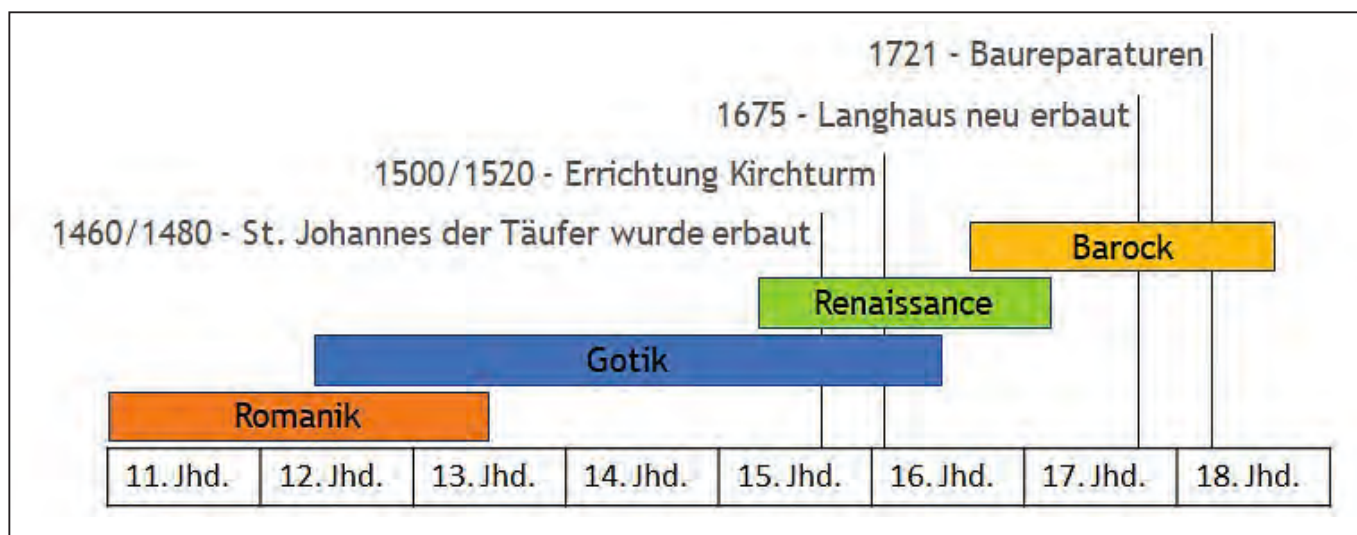 1721 - Baureparaturen
1675 - Langhaus neu erbaut
1500/1520 - Errichtung Kirchturm
1460/1480 - St. Johannes der Täufer wurde erbaut
Barock
Renaissance
Gotik
Romanik
11. Jhd. 12. Jhd. 13. Jhd. 14. Jhd. 15. Jhd. 16. Jhd. 17. Jhd. 18. Jhd.